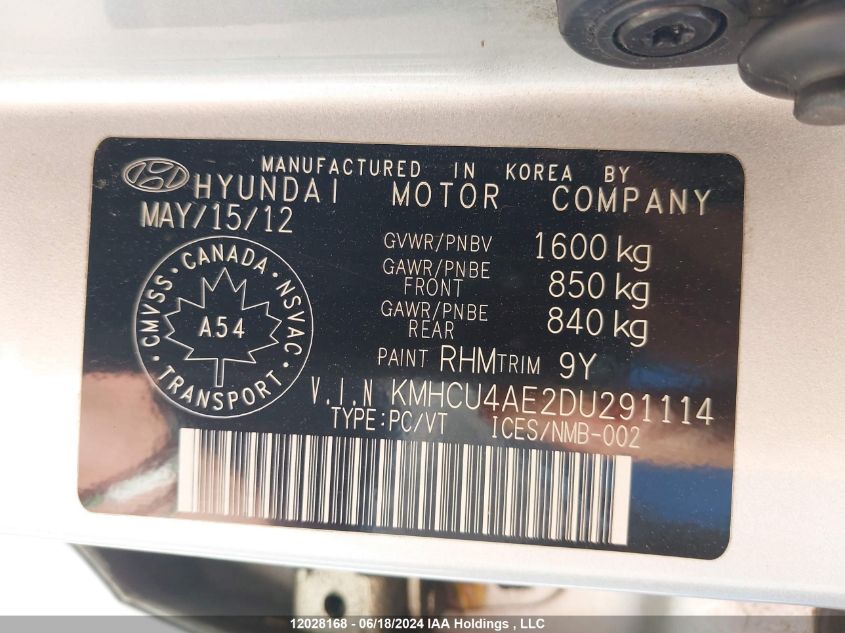 MANUFACTURED IN KOREA BY
HYUNDAI MOTOR COMPANY
MAY/15/12
GVWR/PNBV 1600 kg
GAWR/PNBE FRONT 850 kg
GAWR/PNBE REAR 840 kg
CMVSS · CANADA · NSVAC · TRANSPORT ·
A54
PAINT RHM TRIM 9Y
V.I.N KMHCU4AE2DU291114
TYPE:PC/VT ICES/NMB-002
12028168 - 06/18/2024 IAA Holdings , LLC